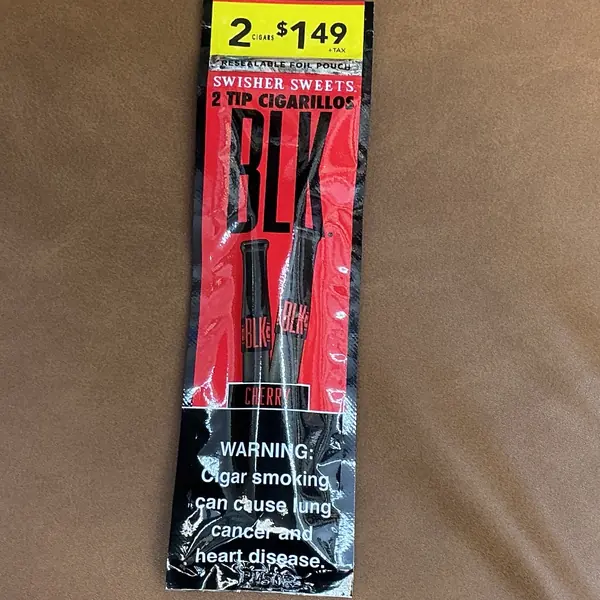 2 CIGARS $1.49
+TAX
RESEALABLE FOIL POUCH
SWISHER SWEETS
2 TIP CIGARILLOS
BLK
BLK
BLK
CHERRY
WARNING:
Cigar smoking
can cause lung
cancer and
heart disease.